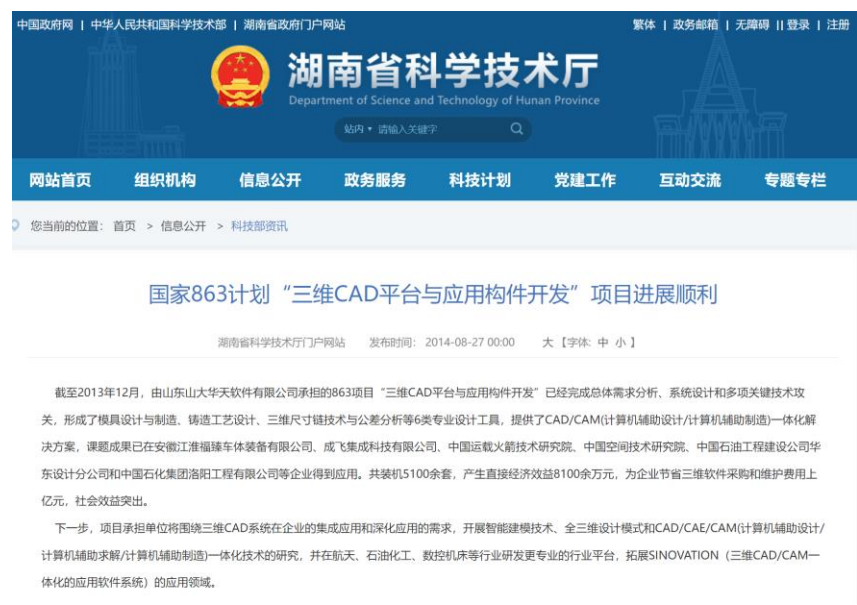 中国政府网 | 中华人民共和国科学技术部 | 湖南省政府门户网站
繁体 | 政务邮箱 | 无障碍 || 登录 | 注册
湖南省科学技术厅
Department of Science and Technology of Hunan Province
站内 请输入关键字
网站首页 组织机构 信息公开 政务服务 科技计划 党建工作 互动交流 专题专栏
您当前的位置: 首页 > 信息公开 > 科技部资讯
国家863计划“三维CAD平台与应用构件开发”项目进展顺利
湖南省科学技术厅门户网站 发布时间: 2014-08-27 00:00 大【字体: 中 小 】
截至2013年12月，由山东山大华天软件有限公司承担的863项目“三维CAD平台与应用构件开发”已经完成总体需求分析、系统设计和多项关键技术攻
关，形成了模具设计与制造、铸造工艺设计、三维尺寸链技术与公差分析等6类专业设计工具，提供了CAD/CAM(计算机辅助设计/计算机辅助制造)一体化解
决方案，课题成果已在安徽江淮福臻车体装备有限公司、成飞集成科技有限公司、中国运载火箭技术研究院、中国空间技术研究院、中国石油工程建设公司华
东设计分公司和中国石化集团洛阳工程有限公司等企业得到应用。共装机5100余套，产生直接经济效益8100余万元，为企业节省三维软件采购和维护费用上
亿元，社会效益突出。
下一步，项目承担单位将围绕三维CAD系统在企业的集成应用和深化应用的需求，开展智能建模技术、全三维设计模式和CAD/CAE/CAM(计算机辅助设计/
计算机辅助求解/计算机辅助制造)一体化技术的研究，并在航天、石油化工、数控机床等行业研发更专业的行业平台，拓展SINOVATION（三维CAD/CAM一
体化的应用软件系统）的应用领域。